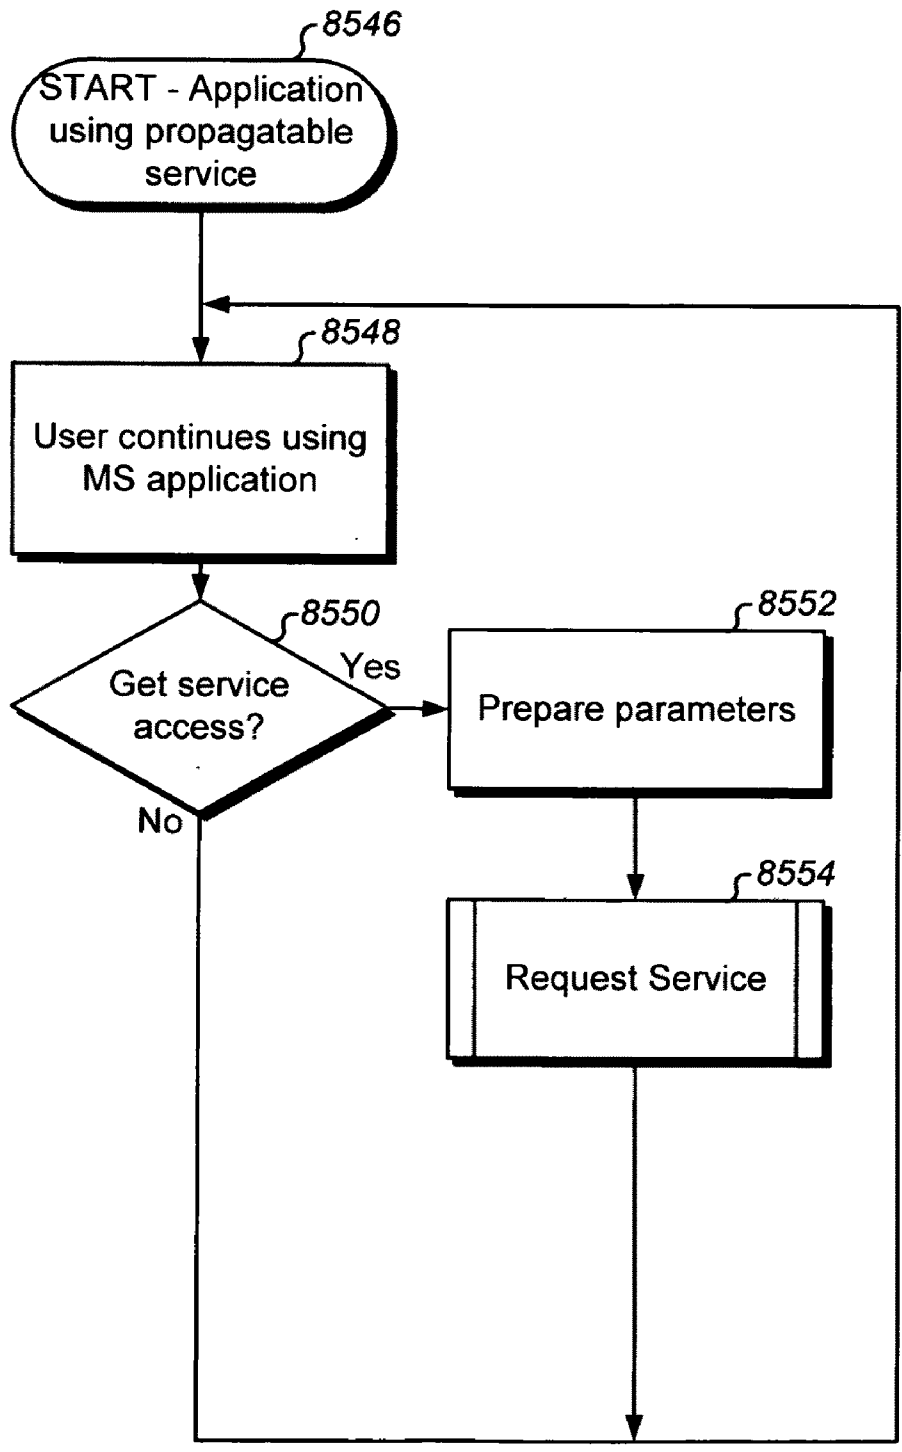 8546
START - Application
using propagatable
service
8548
User continues using
MS application
8550
Get service
access?
Yes
No
8552
Prepare parameters
8554
Request Service